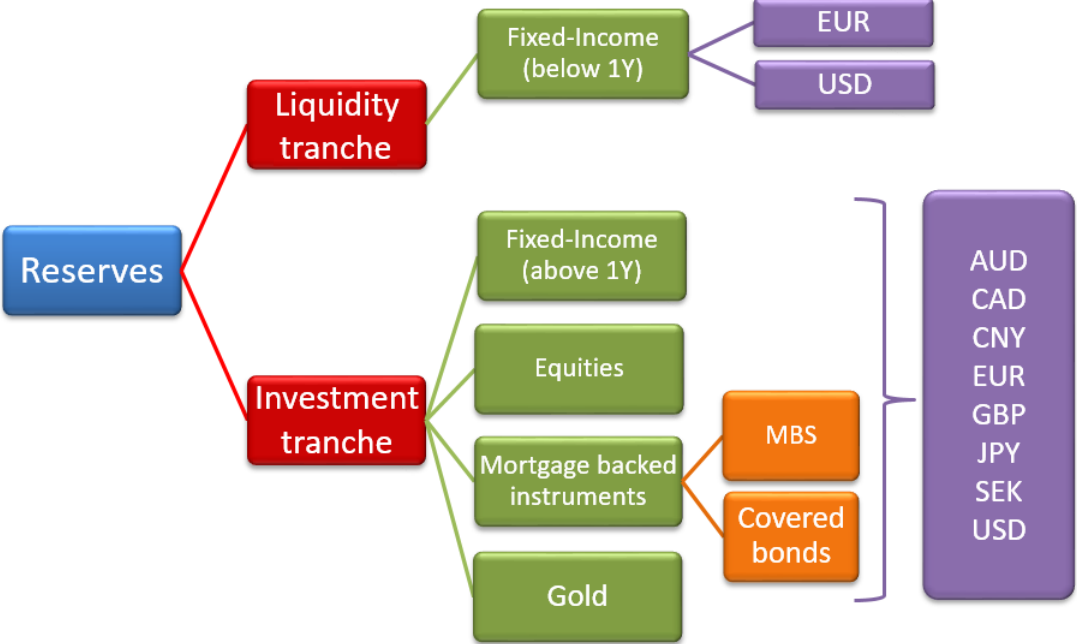 Reserves
Liquidity
tranche
Fixed-Income
(below 1Y)
EUR
USD
Investment
tranche
Fixed-Income
(above 1Y)
Equities
Mortgage backed
instruments
MBS
Covered
bonds
Gold
AUD
CAD
CNY
EUR
GBP
JPY
SEK
USD